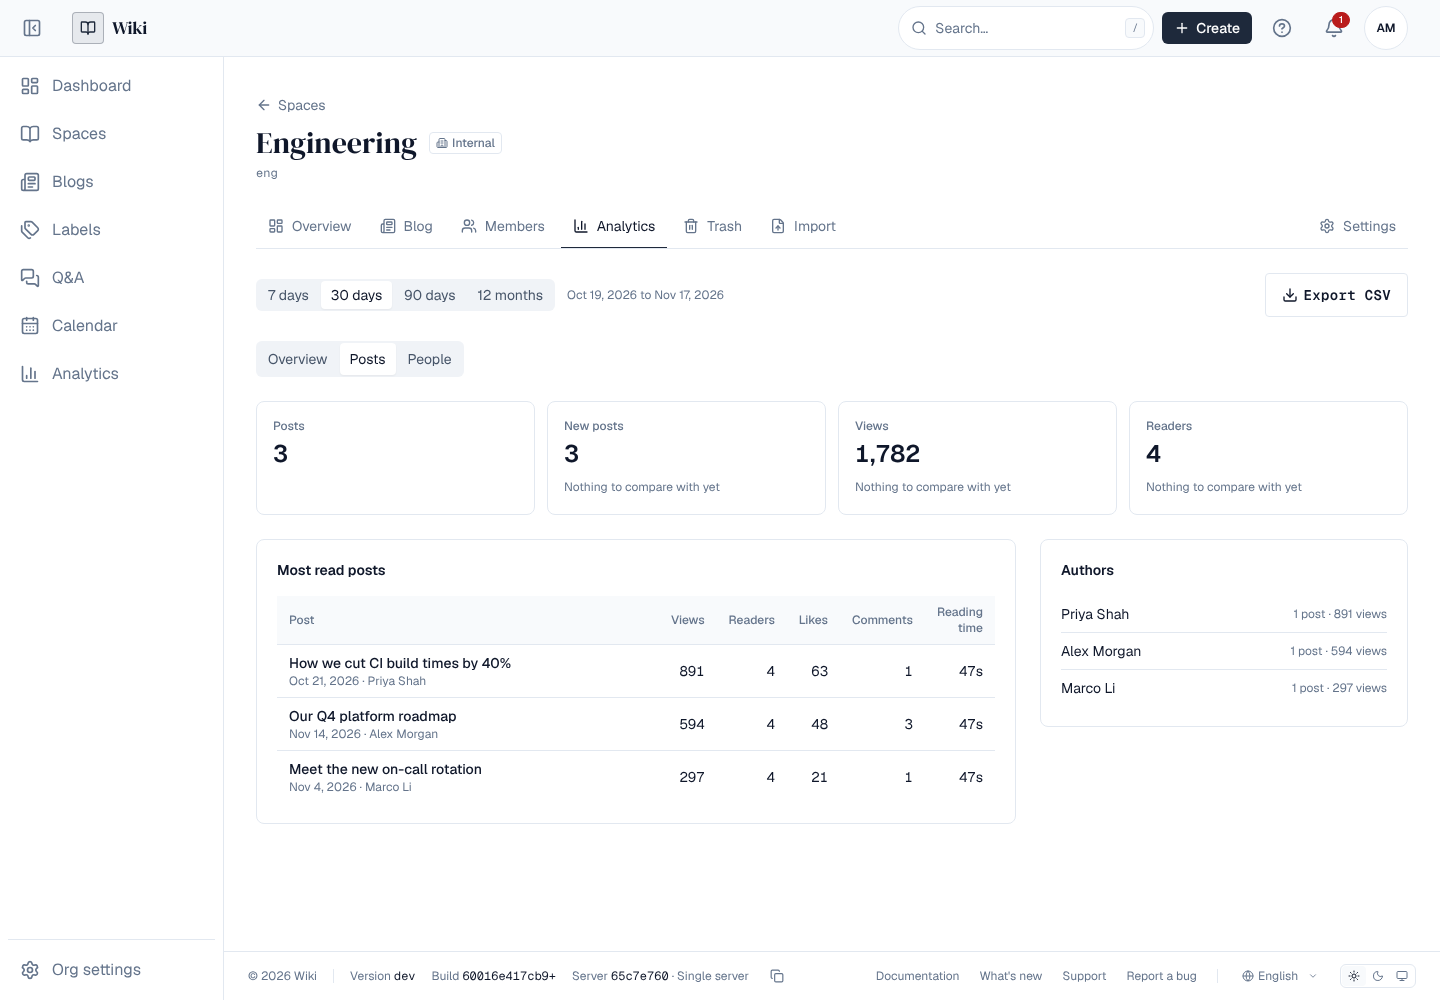 Wiki
Search...
/
Create
1
AM
Dashboard
Spaces
Blogs
Labels
Q&A
Calendar
Analytics
Org settings
Spaces
Engineering
Internal
eng
Overview
Blog
Members
Analytics
Trash
Import
Settings
7 days
30 days
90 days
12 months
Oct 19, 2026 to Nov 17, 2026
Export CSV
Overview
Posts
People
Posts
3
New posts
3
Nothing to compare with yet
Views
1,782
Nothing to compare with yet
Readers
4
Nothing to compare with yet
Most read posts
Post Views Readers Likes Comments Reading time
How we cut CI build times by 40% 891 4 63 1 47s
Oct 21, 2026 · Priya Shah
Our Q4 platform roadmap 594 4 48 3 47s
Nov 14, 2026 · Alex Morgan
Meet the new on-call rotation 297 4 21 1 47s
Nov 4, 2026 · Marco Li
Authors
Priya Shah 1 post · 891 views
Alex Morgan 1 post · 594 views
Marco Li 1 post · 297 views
© 2026 Wiki
Version dev
Build 60016e417cb9+
Server 65c7e760 · Single server
Documentation
What's new
Support
Report a bug
English